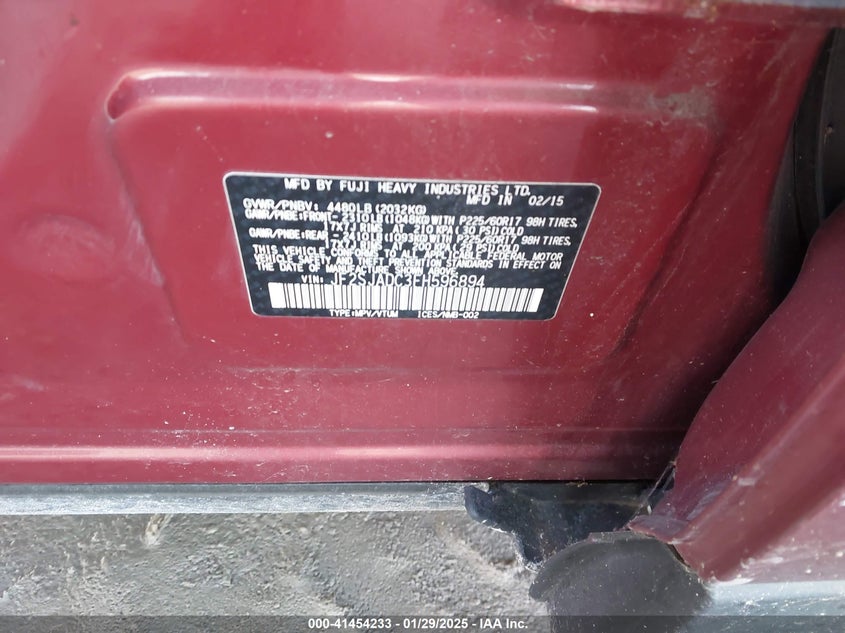 MFD BY FUJI HEAVY INDUSTRIES LTD.
MFD IN 02/15
GVWR/PNBV: 4480LB(2032KG)
GAWR/PNBE:FRONT- 2310LB(1048KG) WITH P225/60R17 98H TIRES,
17X7J RIMS AT 210 KPA(30 PSI)COLD
GAWR/PNBE:REAR - 2410LB(1093KG) WITH P225/60R17 98H TIRES,
17X7J RIMS AT 200 KPA(29 PSI)COLD
THIS VEHICLE CONFORMS TO ALL APPLICABLE FEDERAL MOTOR
VEHICLE SAFETY, AND THEFT PREVENTION STANDARDS IN EFFECT ON
THE DATE OF MANUFACTURE SHOWN ABOVE.
VIN: JF2SJADC3FH596894
TYPE:MPV/VTUM ICES/NMB-002
000-41454233 - 01/29/2025 - IAA Inc.